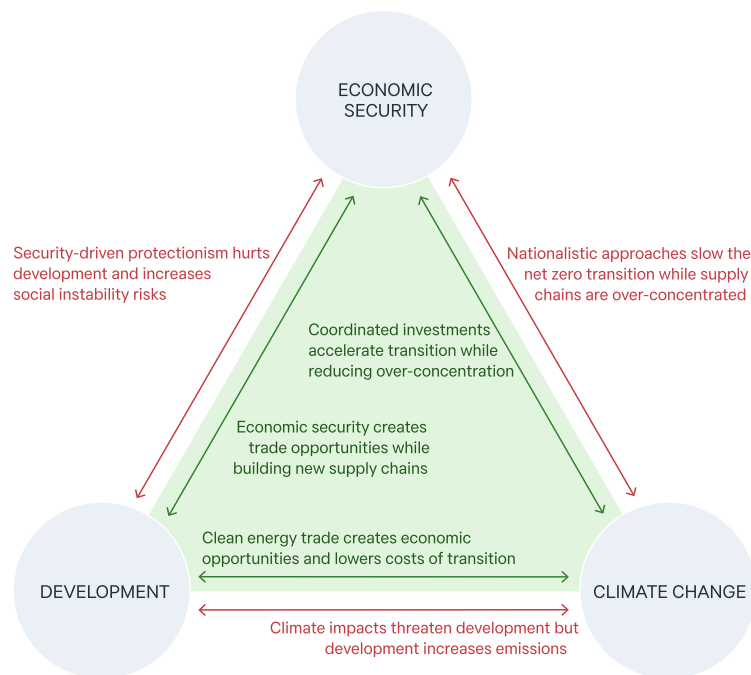 ECONOMIC
SECURITY
Security-driven protectionism hurts
development and increases
social instability risks
Nationalistic approaches slow the
net zero transition while supply
chains are over-concentrated
Coordinated investments
accelerate transition while
reducing over-concentration
Economic security creates
trade opportunities while
building new supply chains
Clean energy trade creates economic
opportunities and lowers costs of transition
DEVELOPMENT
CLIMATE CHANGE
Climate impacts threaten development but
development increases emissions